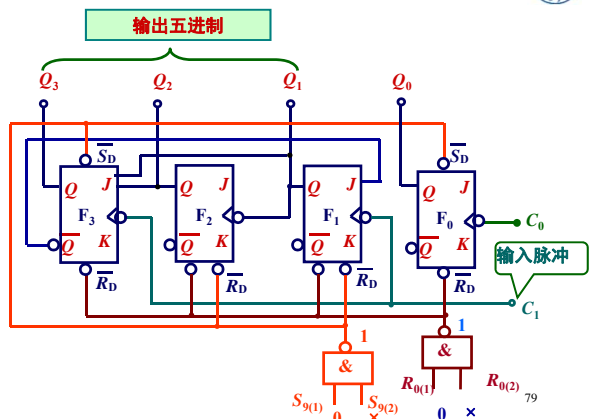 输出五进制
Q3 Q2 Q1 Q0
SD SD
Q J Q J Q J
F3 F2 F1 F0 C0
Q K Q K Q K Q K
输入脉冲
RD RD RD RD
C1
1 1
& &
R0(1) R0(2)
S9(1) S9(2) 79
0 × 0 ×